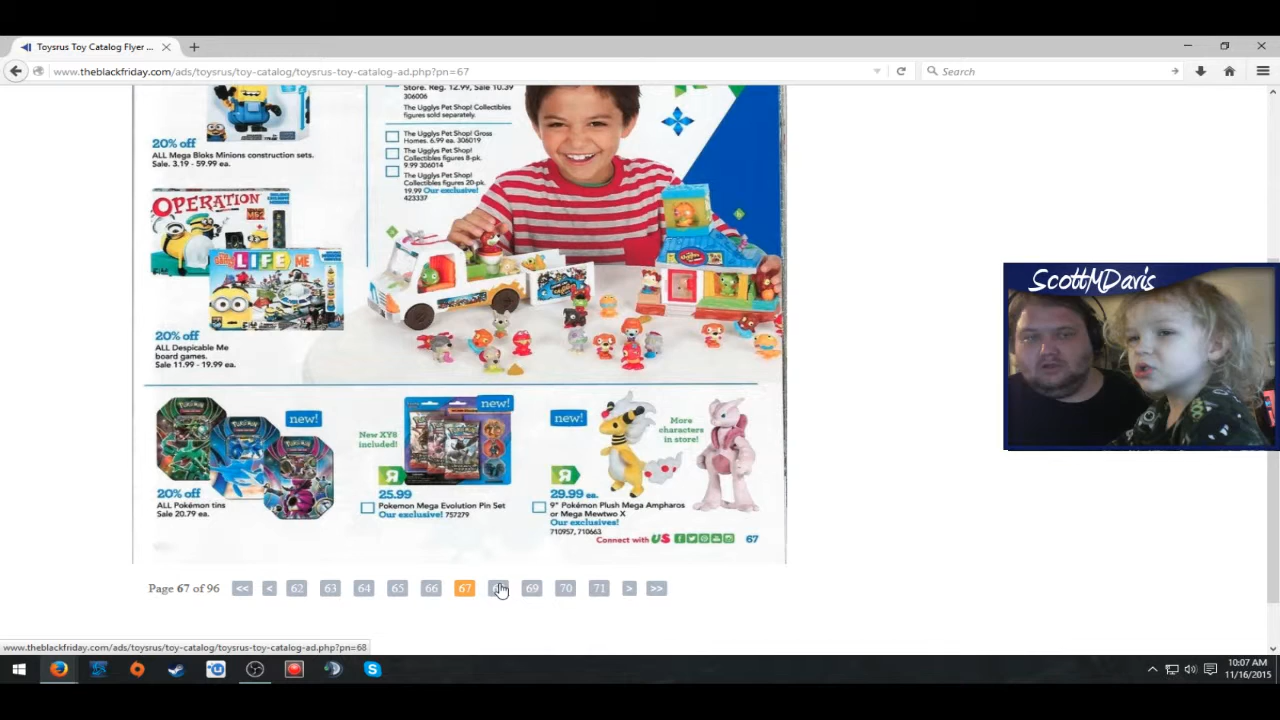 Toysrus Toy Catalog Flyer ...
www.theblackfriday.com/ads/toysrus/toy-catalog/toysrus-toy-catalog-ad.php?pn=67
Search
Store. Reg. 12.99, Sale 10.39
306006
The Ugglys Pet Shop! Collectibles
figures sold separately.
The Ugglys Pet Shop! Gross
Homes. 6.99 ea. 306019
The Ugglys Pet Shop!
Collectibles figures 8-pk.
9.99 306014
The Ugglys Pet Shop!
Collectibles figures 20-pk.
19.99 Our exclusive!
423337
20% off
ALL Mega Bloks Minions construction sets.
Sale. 3.19 - 59.99 ea.
OPERATION
LIFE ME
20% off
ALL Despicable Me
board games.
Sale 11.99 - 19.99 ea.
ScottMDavis
new!
20% off
ALL Pokémon tins
Sale 20.79 ea.
new!
New XY8
included!
R
25.99
Pokemon Mega Evolution Pin Set
Our exclusive! 757279
new!
More
characters
in store!
R
29.99 ea.
9" Pokémon Plush Mega Ampharos
or Mega Mewtwo X
Our exclusives!
710957, 710663
Connect with US
67
Page 67 of 96 << < 62 63 64 65 66 67 69 70 71 > >>
www.theblackfriday.com/ads/toysrus/toy-catalog/toysrus-toy-catalog-ad.php?pn=68
10:07 AM
11/16/2015